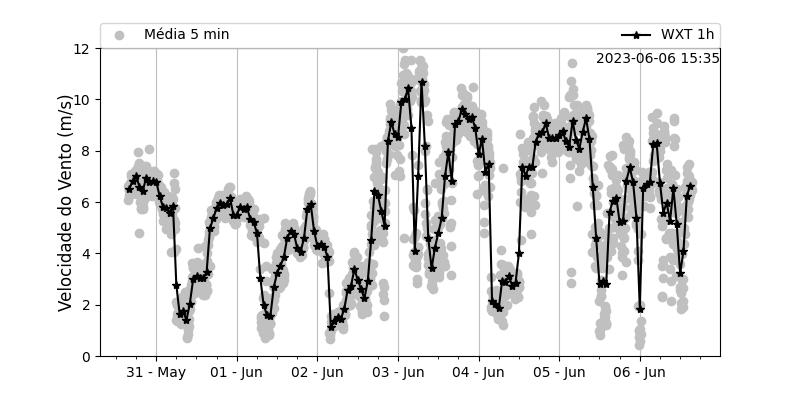 Média 5 min
WXT 1h
2023-06-06 15:35
Velocidade do Vento (m/s)
12
10
8
6
4
2
0
31 - May
01 - Jun
02 - Jun
03 - Jun
04 - Jun
05 - Jun
06 - Jun